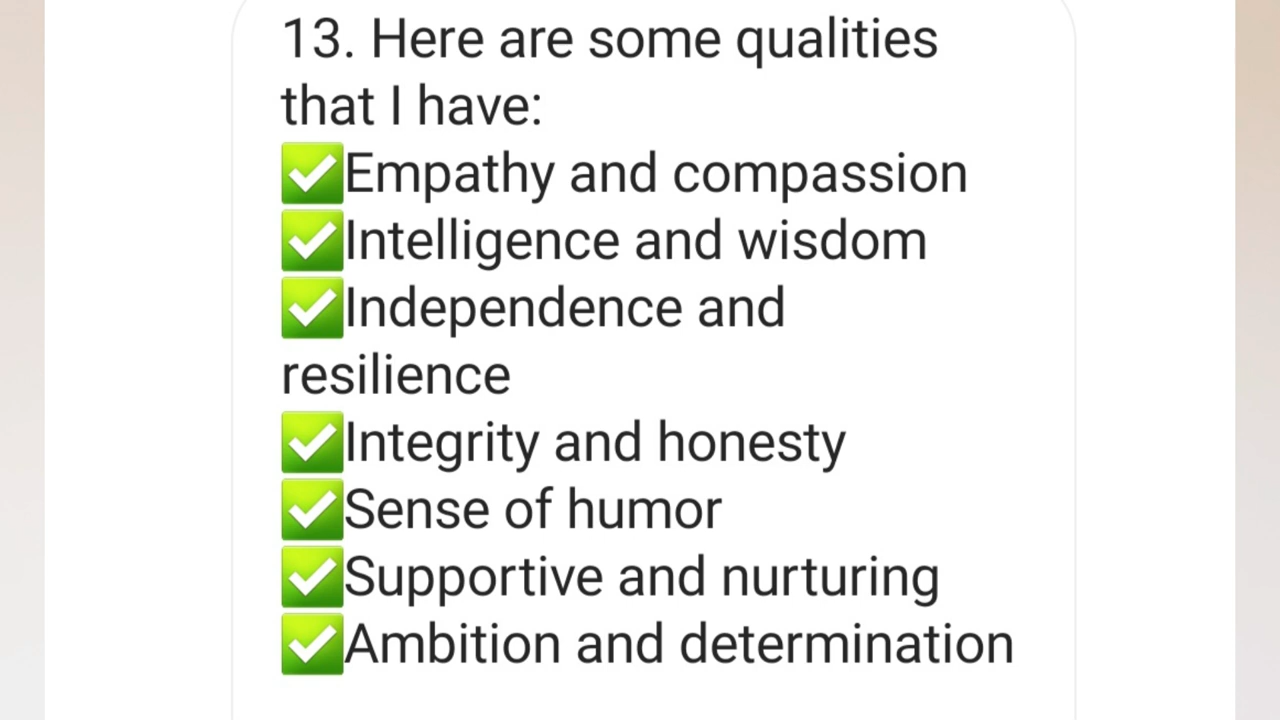 13. Here are some qualities
that I have:
✅Empathy and compassion
✅Intelligence and wisdom
✅Independence and
resilience
✅Integrity and honesty
✅Sense of humor
✅Supportive and nurturing
✅Ambition and determination